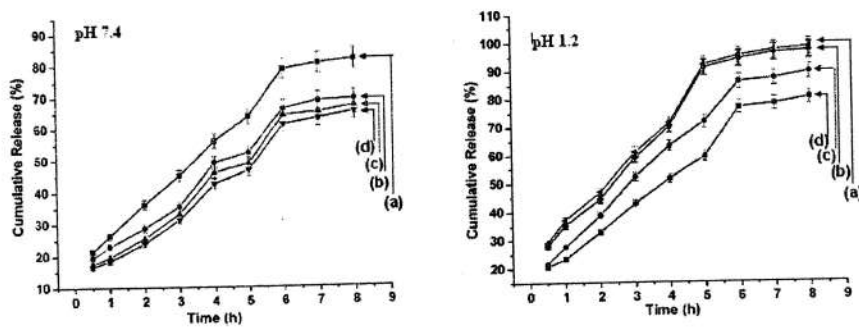 pH 7.4
Cumulative Release (%)
90
80
70
60
50
40
30
20
10
0 1 2 3 4 5 6 7 8 9
Time (h)
(d)
(c)
(b)
(a)
pH 1.2
Cumulative Release (%)
110
100
90
80
70
60
50
40
30
20
0 1 2 3 4 5 6 7 8 9
Time (h)
(d)
(c)
(b)
(a)